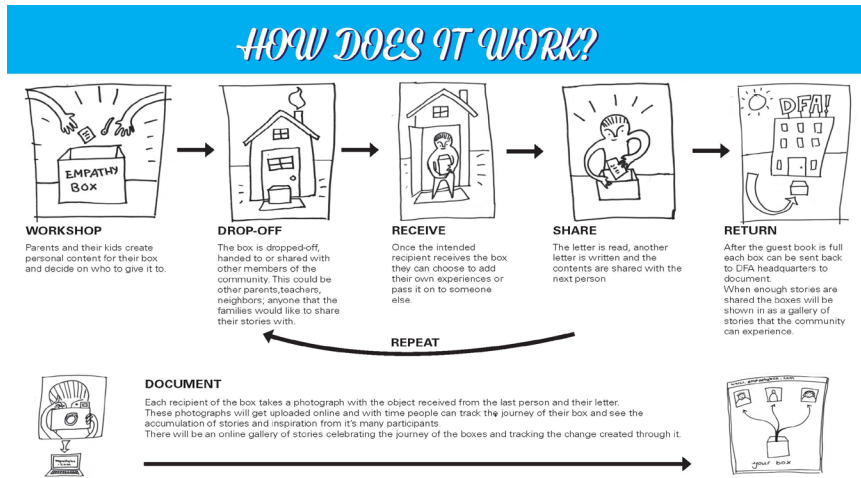 HOW DOES IT WORK?
EMPATHY
BOX
DFA!
WORKSHOP
Parents and their kids create
personal content for their box
and decide on who to give it to.
DROP-OFF
The box is dropped-off,
handed to or shared with
other members of the
community. This could be
other parents,teachers,
neighbors; anyone that the
families would like to share
their stories with.
RECEIVE
Once the intended
recipient receives the box
they can choose to add
their own experiences or
pass it on to someone
else.
SHARE
The letter is read, another
letter is written and the
contents are shared with the
next person
RETURN
After the guest book is full
each box can be sent back
to DFA headquarters to
document.
When enough stories are
shared the boxes will be
shown in as a gallery of
stories that the community
can experience.
REPEAT
DOCUMENT
Each recipient of the box takes a photograph with the object received from the last person and their letter.
These photographs will get uploaded online and with time people can track the journey of their box and see the
accumulation of stories and inspiration from it's many participants.
There will be an online gallery of stories celebrating the journey of the boxes and tracking the change created through it.
your box